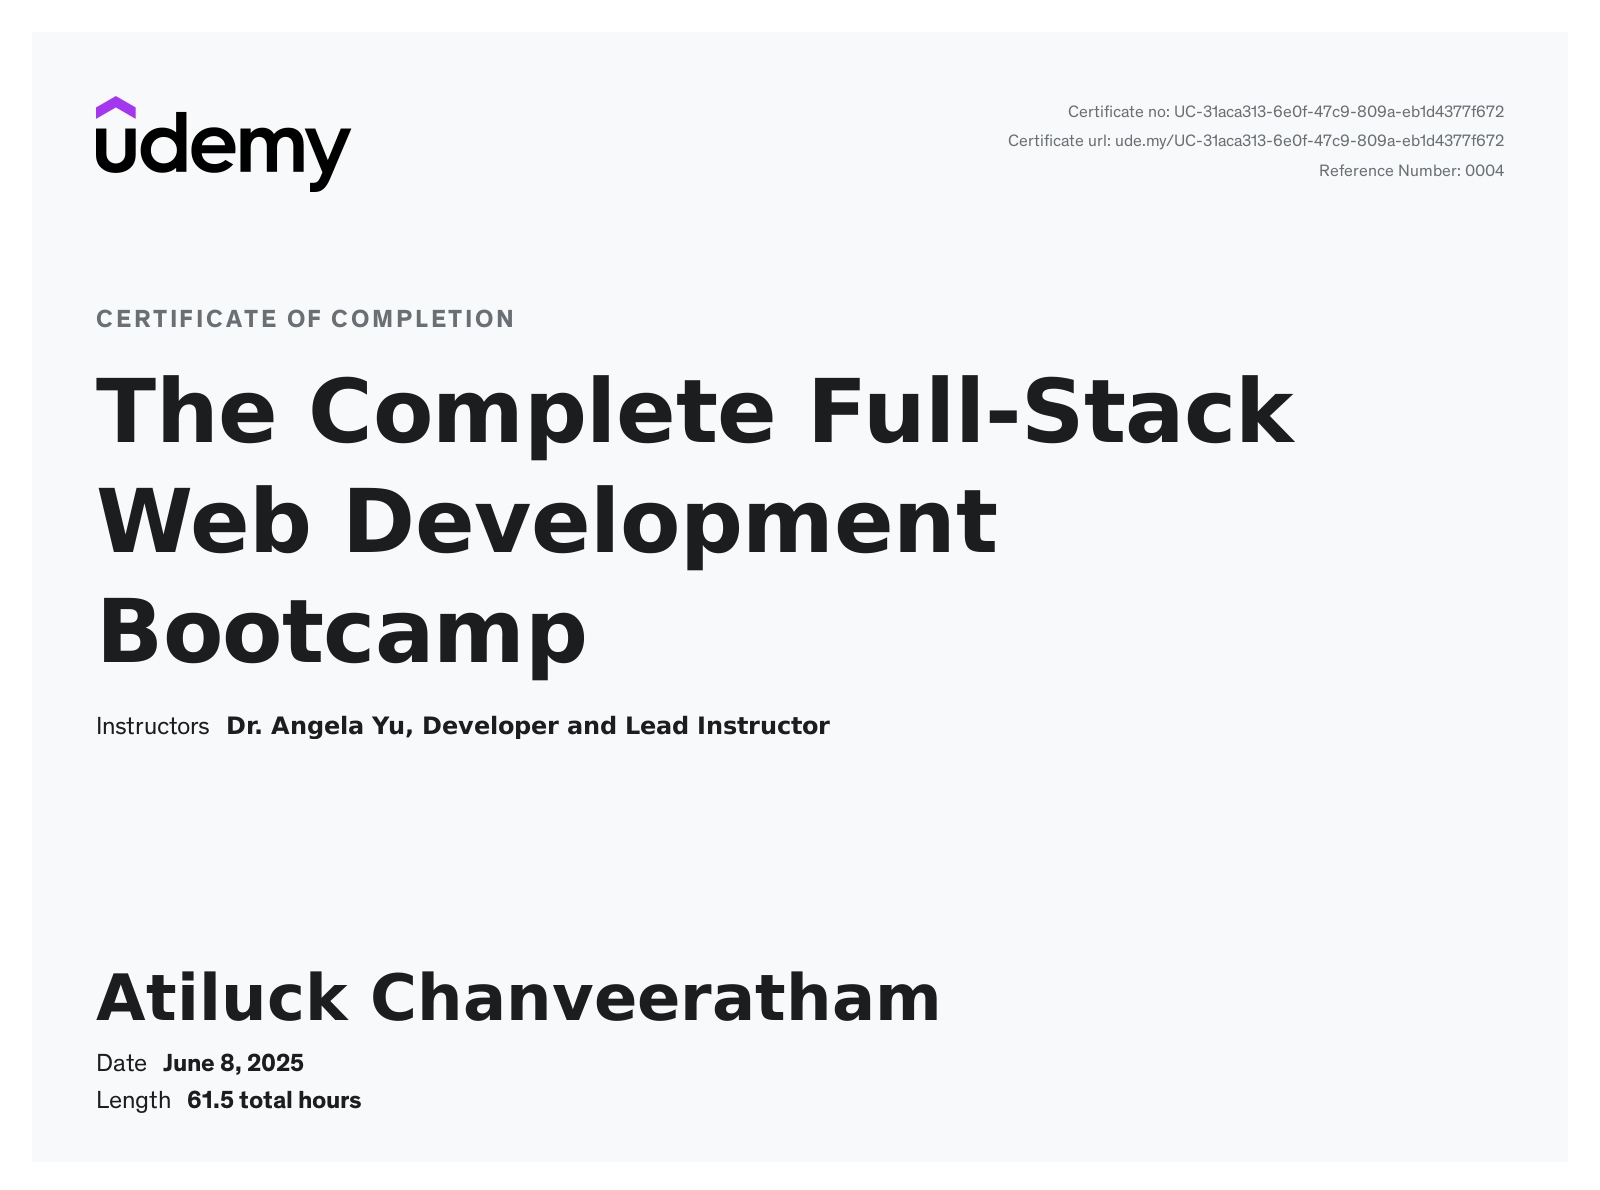 udemy
Certificate no: UC-31aca313-6e0f-47c9-809a-eb1d4377f672
Certificate url: ude.my/UC-31aca313-6e0f-47c9-809a-eb1d4377f672
Reference Number: 0004
CERTIFICATE OF COMPLETION
The Complete Full-Stack
Web Development
Bootcamp
Instructors Dr. Angela Yu, Developer and Lead Instructor
Atiluck Chanveeratham
Date June 8, 2025
Length 61.5 total hours